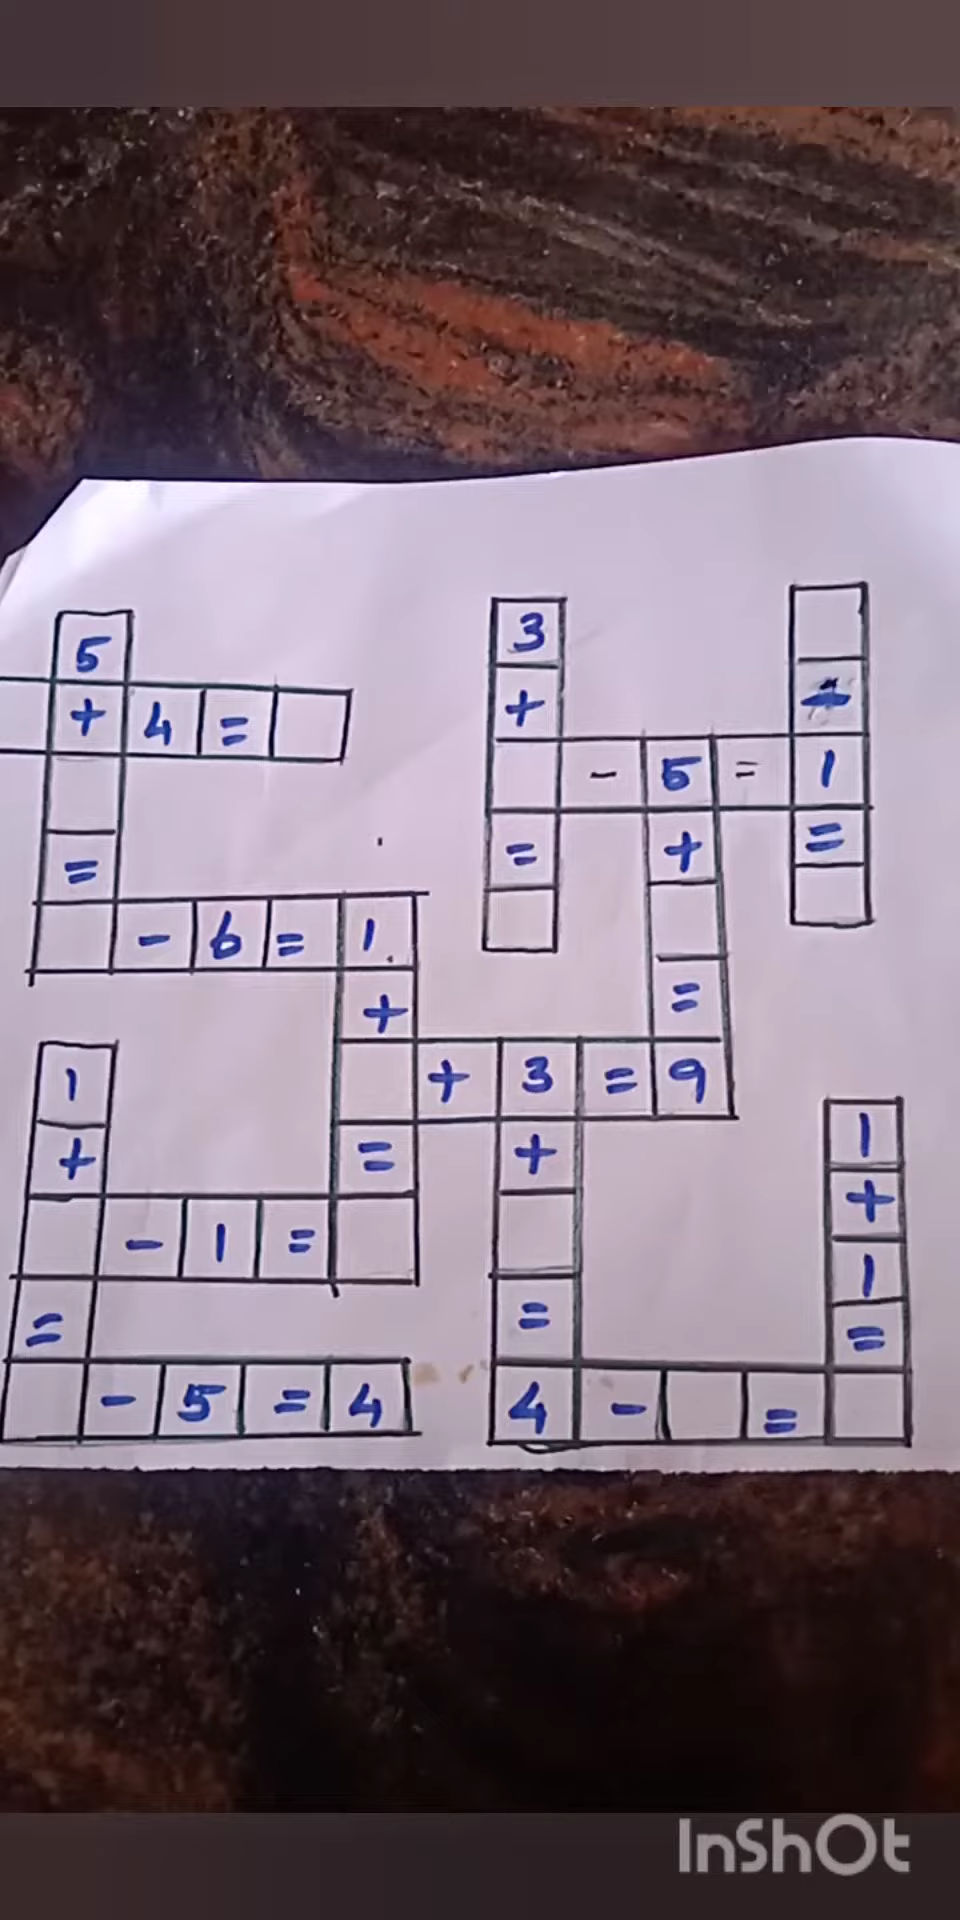 5
+ 4 =
=
- 6 = 1
+
3
+
- 5 = 1
=
+
=
=
+ 3 = 9
1
+
- 1 =
=
- 5 = 4
=
+
=
4 - =
1
+
1
=
InShOt